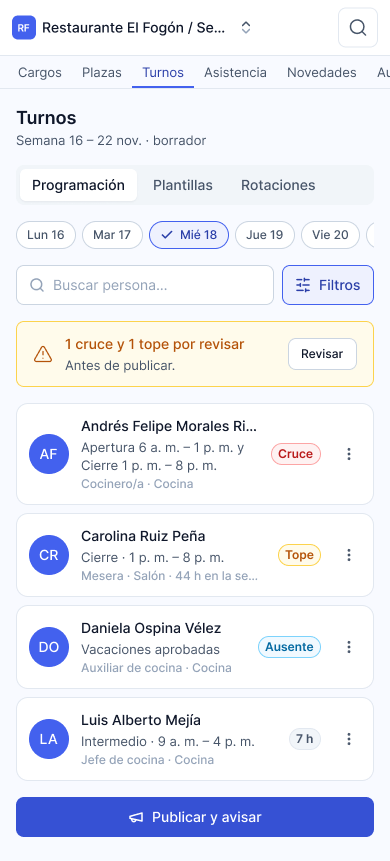 RF Restaurante El Fogón / Se...
Cargos Plazas Turnos Asistencia Novedades Au
Turnos
Semana 16 – 22 nov. · borrador
Programación Plantillas Rotaciones
Lun 16 Mar 17 Mié 18 Jue 19 Vie 20
Buscar persona... Filtros
1 cruce y 1 tope por revisar
Antes de publicar.
Revisar
Andrés Felipe Morales Ri...
AF
Apertura 6 a. m. – 1 p. m. y
Cierre 1 p. m. – 8 p. m.
Cruce
Cocinero/a · Cocina
Carolina Ruiz Peña
CR
Cierre · 1 p. m. – 8 p. m.
Tope
Mesera · Salón · 44 h en la se...
Daniela Ospina Vélez
DO
Vacaciones aprobadas
Ausente
Auxiliar de cocina · Cocina
Luis Alberto Mejía
LA
Intermedio · 9 a. m. – 4 p. m.
7 h
Jefe de cocina · Cocina
Publicar y avisar